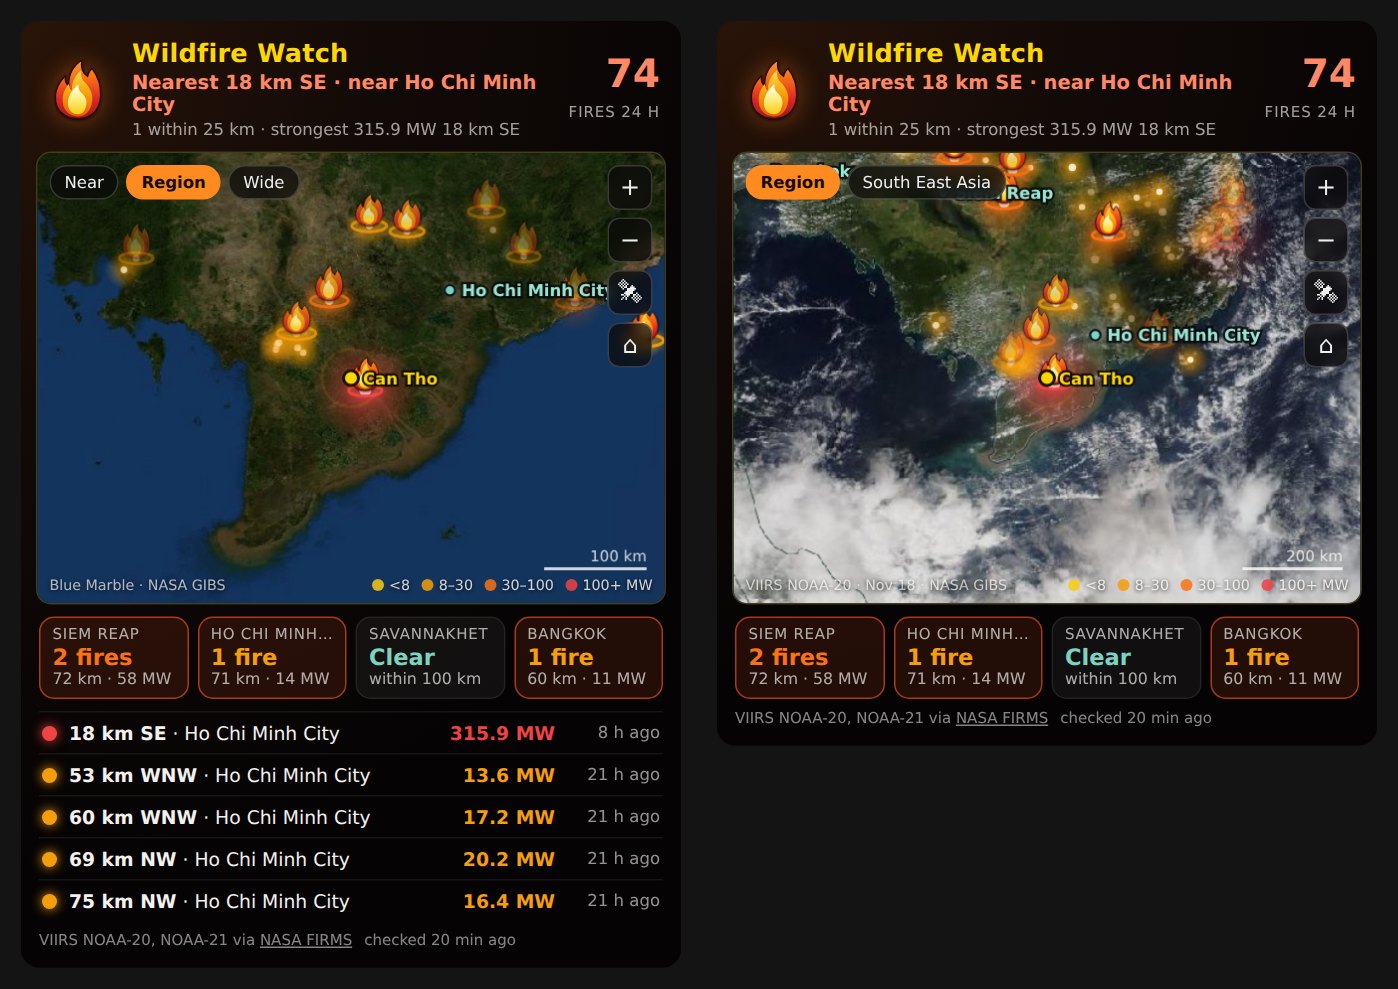 Wildfire Watch
Nearest 18 km SE · near Ho Chi Minh
City
1 within 25 km · strongest 315.9 MW 18 km SE
74
FIRES 24 H
Near
Region
Wide
+
−
Ho Chi Minh City
⌂
Can Tho
100 km
Blue Marble · NASA GIBS
<8
8–30
30–100
100+ MW
SIEM REAP
2 fires
72 km · 58 MW
HO CHI MINH…
1 fire
71 km · 14 MW
SAVANNAKHET
Clear
within 100 km
BANGKOK
1 fire
60 km · 11 MW
18 km SE · Ho Chi Minh City 315.9 MW 8 h ago
53 km WNW · Ho Chi Minh City 13.6 MW 21 h ago
60 km WNW · Ho Chi Minh City 17.2 MW 21 h ago
69 km NW · Ho Chi Minh City 20.2 MW 21 h ago
75 km NW · Ho Chi Minh City 16.4 MW 21 h ago
VIIRS NOAA-20, NOAA-21 via NASA FIRMS checked 20 min ago
Wildfire Watch
Nearest 18 km SE · near Ho Chi Minh
City
1 within 25 km · strongest 315.9 MW 18 km SE
74
FIRES 24 H
Region
South East Asia
Reap
+
−
Ho Chi Minh City
⌂
Can Tho
200 km
VIIRS NOAA-20 · Nov 18 · NASA GIBS
<8
8–30
30–100
100+ MW
SIEM REAP
2 fires
72 km · 58 MW
HO CHI MINH…
1 fire
71 km · 14 MW
SAVANNAKHET
Clear
within 100 km
BANGKOK
1 fire
60 km · 11 MW
VIIRS NOAA-20, NOAA-21 via NASA FIRMS checked 20 min ago